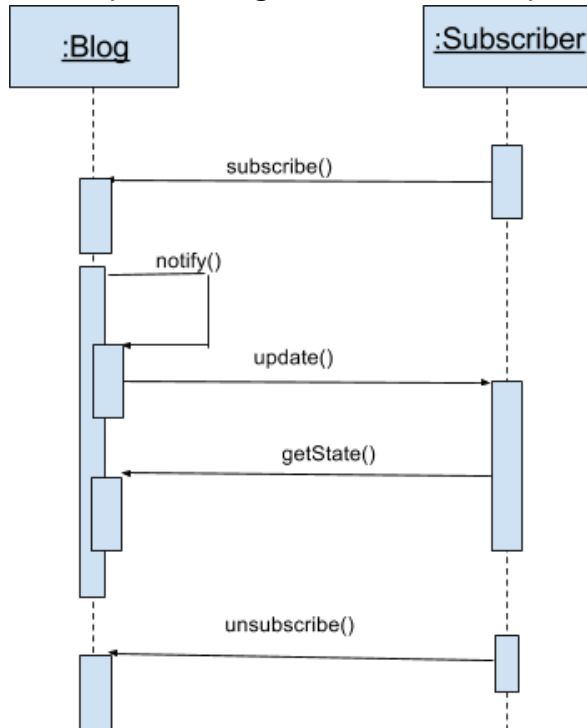 :Blog
:Subscriber
subscribe()
notify()
update()
getState()
unsubscribe()